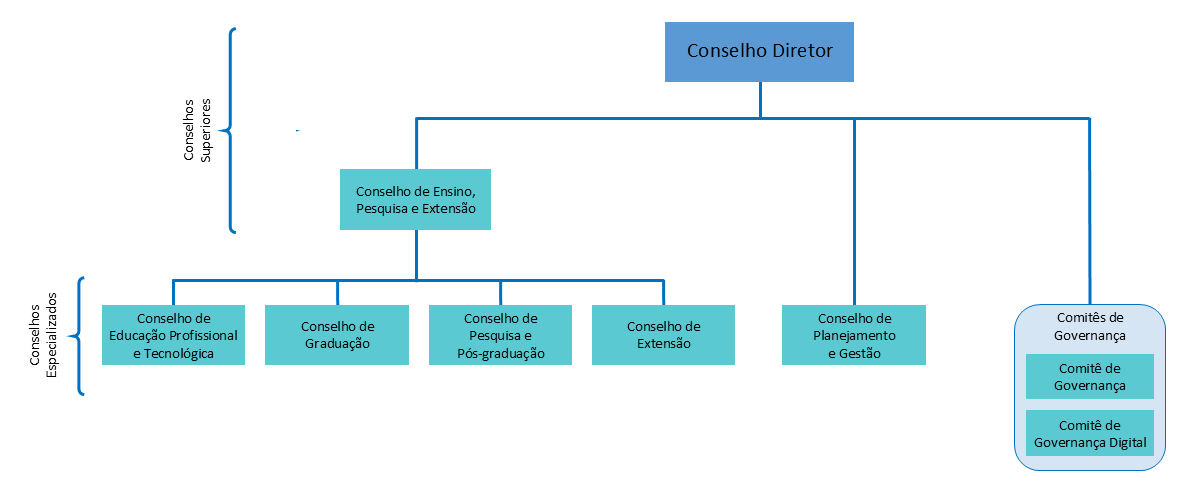 Conselho Diretor
Conselhos
Superiores
Conselho de Ensino,
Pesquisa e Extensão
Conselhos
Especializados
Conselho de
Educação Profissional
e Tecnológica
Conselho de
Graduação
Conselho de
Pesquisa e
Pós-graduação
Conselho de
Extensão
Conselho de
Planejamento
e Gestão
Comitês de
Governança
Comitê de
Governança
Comitê de
Governança Digital